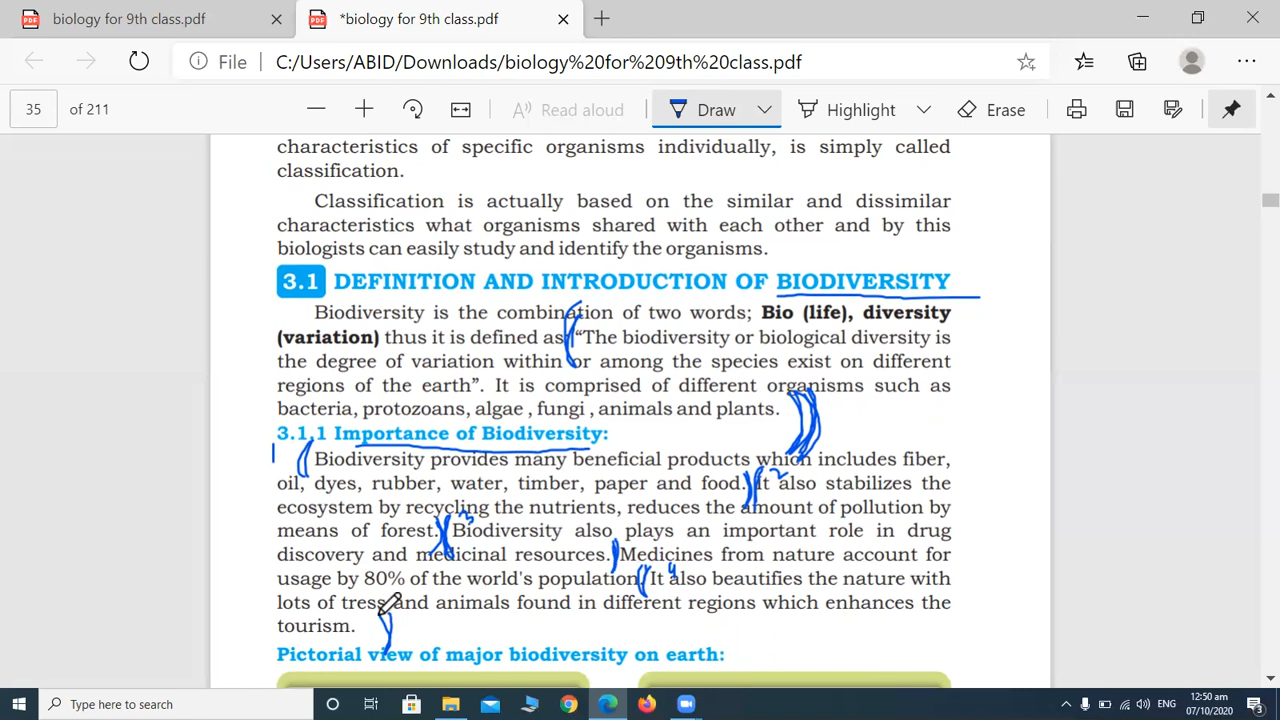 biology for 9th class.pdf
*biology for 9th class.pdf
File C:/Users/ABID/Downloads/biology%20for%209th%20class.pdf
35 of 211 Read aloud Draw Highlight Erase
characteristics of specific organisms individually, is simply called
classification.
Classification is actually based on the similar and dissimilar
characteristics what organisms shared with each other and by this
biologists can easily study and identify the organisms.
3.1 DEFINITION AND INTRODUCTION OF BIODIVERSITY
Biodiversity is the combination of two words; Bio (life), diversity
(variation) thus it is defined as “The biodiversity or biological diversity is
the degree of variation within or among the species exist on different
regions of the earth”. It is comprised of different organisms such as
bacteria, protozoans, algae , fungi , animals and plants.
3.1.1 Importance of Biodiversity:
1 Biodiversity provides many beneficial products which includes fiber,
oil, dyes, rubber, water, timber, paper and food. It 2 also stabilizes the
ecosystem by recycling the nutrients, reduces the amount of pollution by
means of forest. 3 Biodiversity also plays an important role in drug
discovery and medicinal resources. Medicines from nature account for
usage by 80% of the world's population. It 4 also beautifies the nature with
lots of tress and animals found in different regions which enhances the
tourism.
Pictorial view of major biodiversity on earth:
Type here to search
ENG
12:50 am
07/10/2020
3